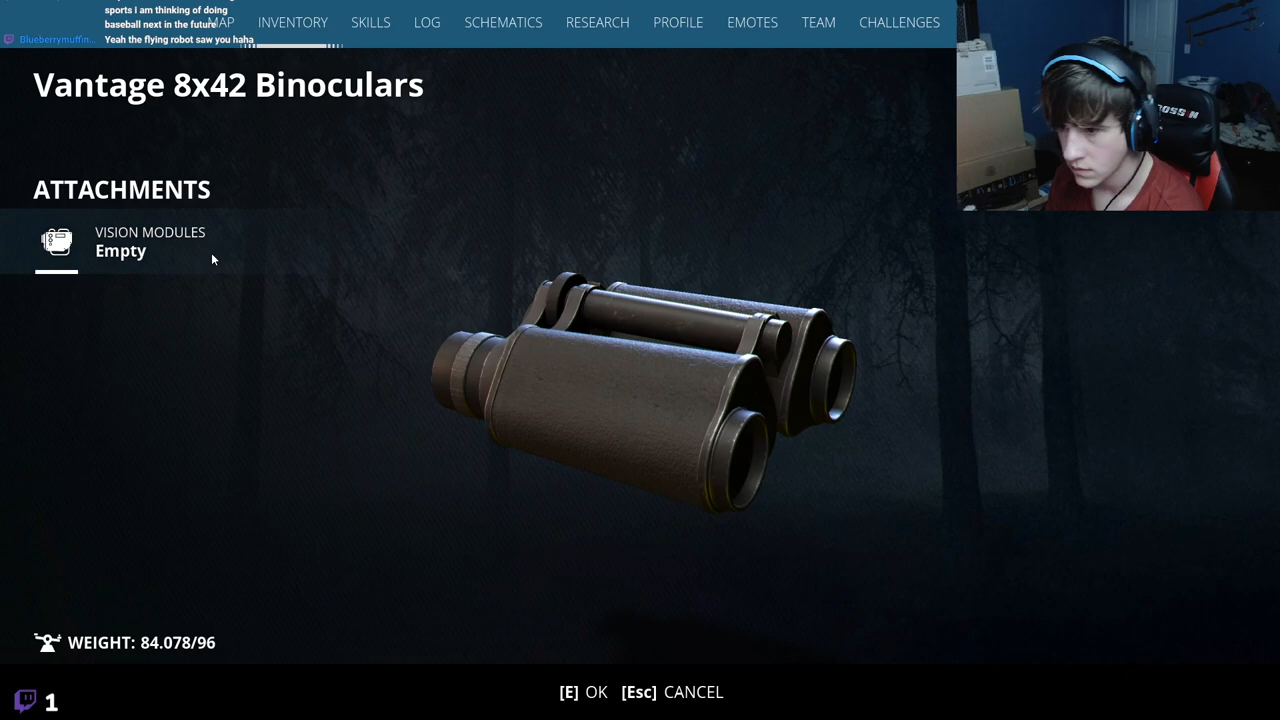 sports i am thinking of doing
baseball next in the future
Blueberrymuffin... Yeah the flying robot saw you haha
MAP INVENTORY SKILLS LOG SCHEMATICS RESEARCH PROFILE EMOTES TEAM CHALLENGES
Vantage 8x42 Binoculars
ATTACHMENTS
VISION MODULES
Empty
WEIGHT: 84.078/96
1
[E] OK [Esc] CANCEL